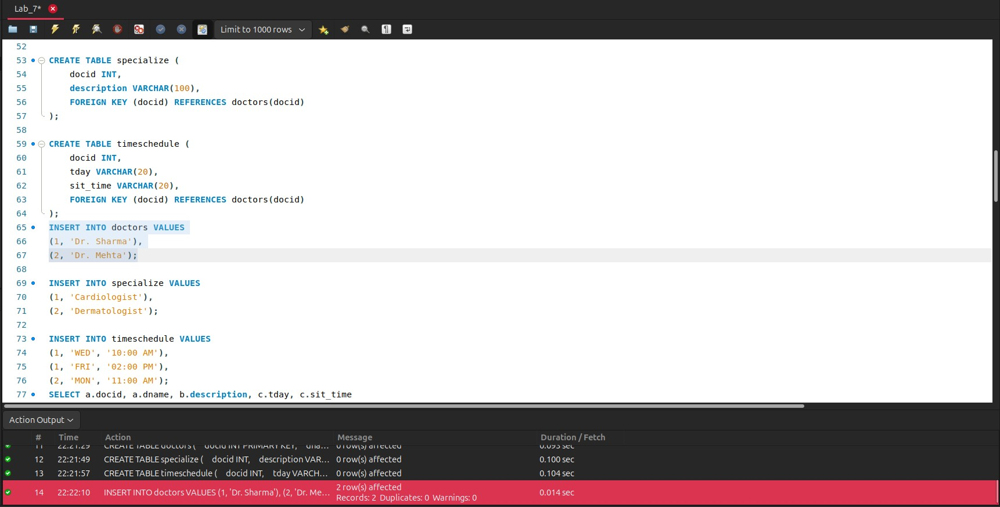 Lab_7*
Limit to 1000 rows
52
53 CREATE TABLE specialize (
54 docid INT,
55 description VARCHAR(100),
56 FOREIGN KEY (docid) REFERENCES doctors(docid)
57 );
58
59 CREATE TABLE timeschedule (
60 docid INT,
61 tday VARCHAR(20),
62 sit_time VARCHAR(20),
63 FOREIGN KEY (docid) REFERENCES doctors(docid)
64 );
65 INSERT INTO doctors VALUES
66 (1, 'Dr. Sharma'),
67 (2, 'Dr. Mehta');
68
69 INSERT INTO specialize VALUES
70 (1, 'Cardiologist'),
71 (2, 'Dermatologist');
72
73 INSERT INTO timeschedule VALUES
74 (1, 'WED', '10:00 AM'),
75 (1, 'FRI', '02:00 PM'),
76 (2, 'MON', '11:00 AM');
77 SELECT a.docid, a.dname, b.description, c.tday, c.sit_time
Action Output
# Time Action Message Duration / Fetch
11 22:21:29 CREATE TABLE doctors ( docid INT PRIMARY KEY, dna... 0 row(s) affected 0.093 sec
12 22:21:49 CREATE TABLE specialize ( docid INT, description VAR... 0 row(s) affected 0.100 sec
13 22:21:57 CREATE TABLE timeschedule ( docid INT, tday VARCH... 0 row(s) affected 0.104 sec
14 22:22:10 INSERT INTO doctors VALUES (1, 'Dr. Sharma'), (2, 'Dr. Me... 2 row(s) affected
Records: 2 Duplicates: 0 Warnings: 0 0.014 sec